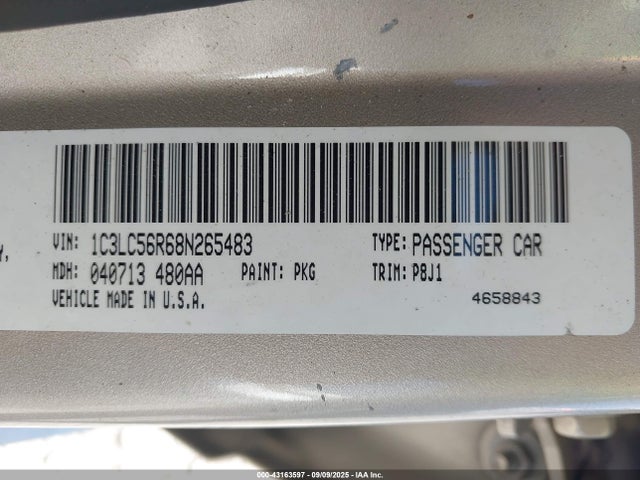 VIN: 1C3LC56R68N265483 TYPE: PASSENGER CAR
MDH: 040713 480AA PAINT: PKG TRIM: P8J1
VEHICLE MADE IN U.S.A. 4658843
000-43163597 - 09/09/2025 - IAA Inc.